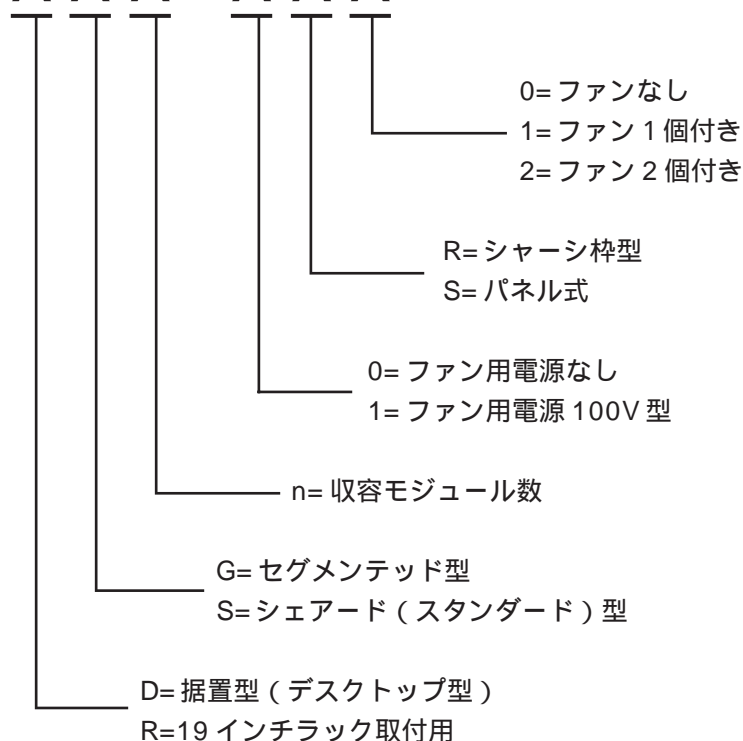 0= ファンなし
1= ファン 1 個付き
2= ファン 2 個付き
R= シャーシ枠型
S= パネル式
0= ファン用電源なし
1= ファン用電源 100V 型
n= 収容モジュール数
G= セグメンテッド型
S= シェアード ( スタンダード ) 型
D= 据置型 ( デスクトップ型 )
R=19 インチラック取付用